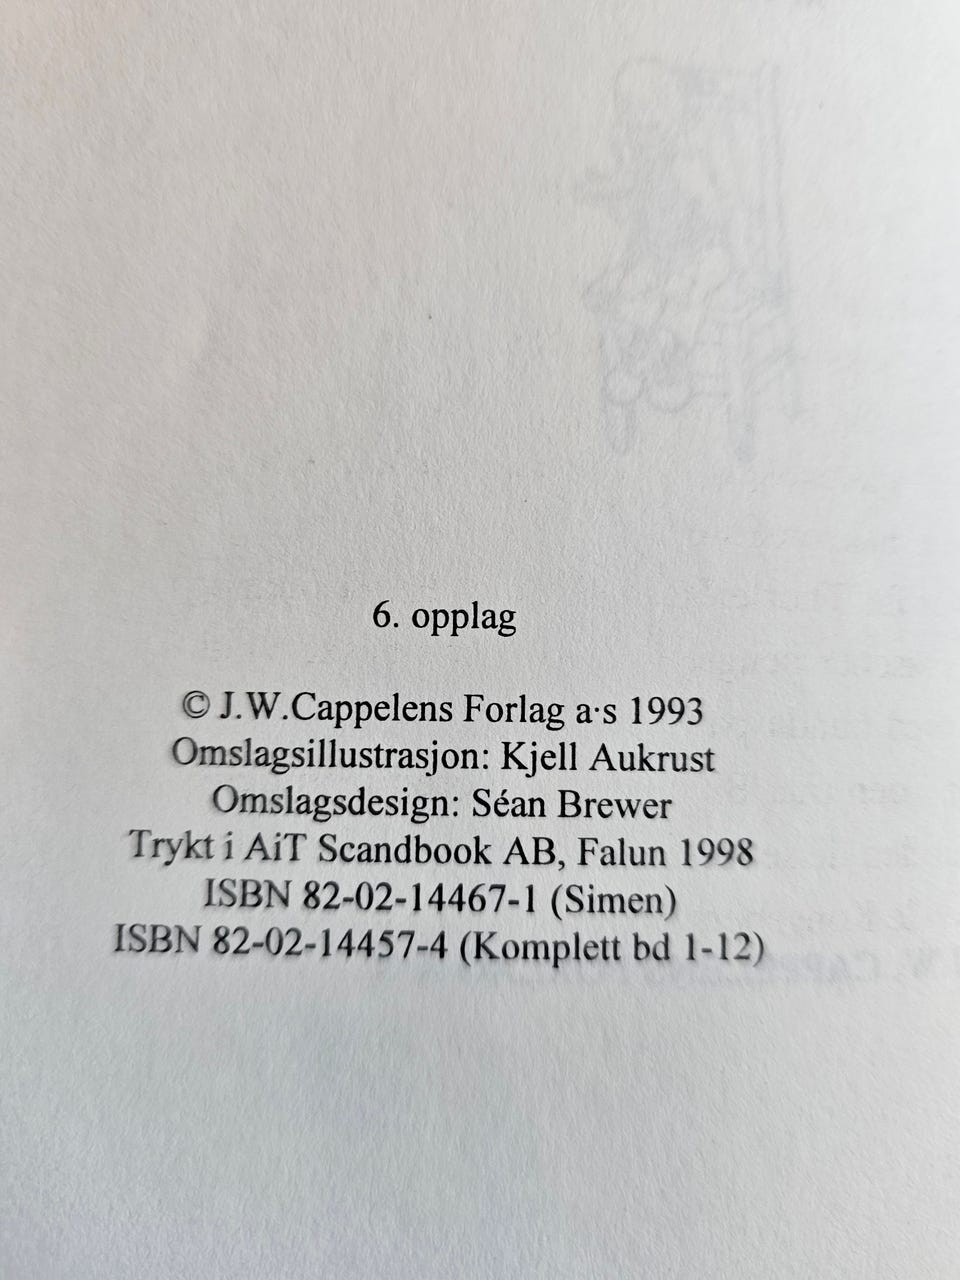 6. opplag
© J.W.Cappelens Forlag a·s 1993
Omslagsillustrasjon: Kjell Aukrust
Omslagsdesign: Séan Brewer
Trykt i AiT Scandbook AB, Falun 1998
ISBN 82-02-14467-1 (Simen)
ISBN 82-02-14457-4 (Komplett bd 1-12)